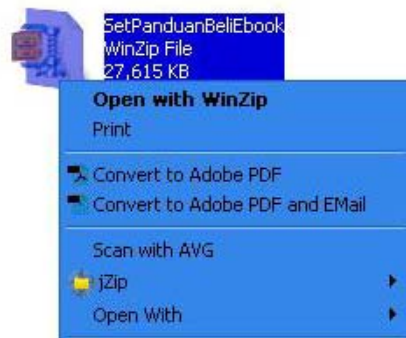 SetPanduanBeliEbook
WinZip File
27,615 KB
Open with WinZip
Print
Convert to Adobe PDF
Convert to Adobe PDF and EMail
Scan with AVG
jZip
Open With